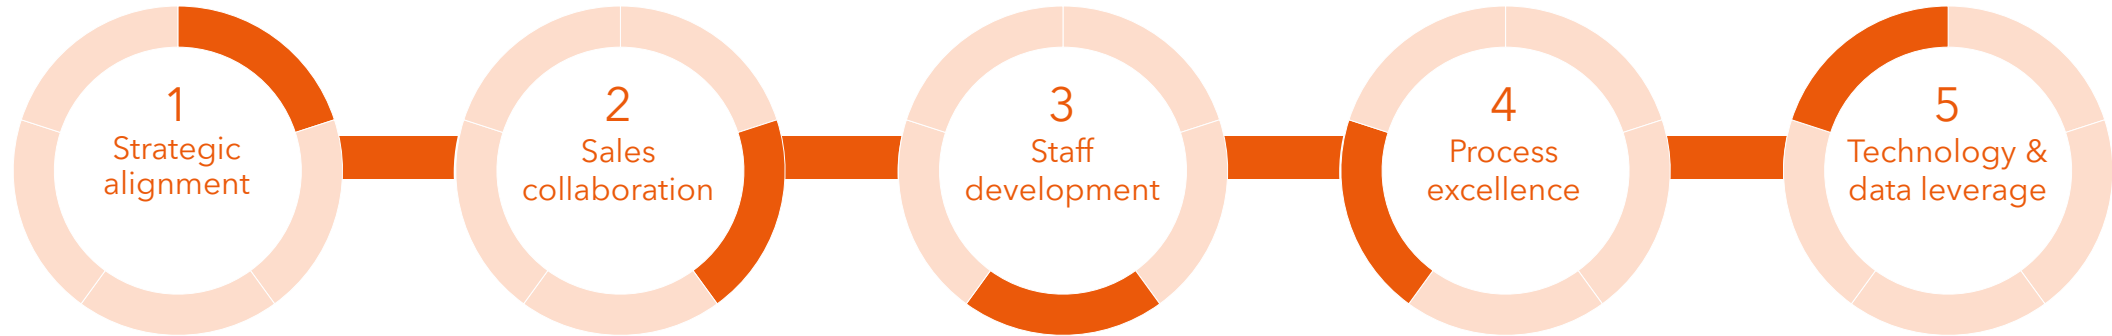 1
Strategic
alignment
2
Sales
collaboration
3
Staff
development
4
Process
excellence
5
Technology &
data leverage